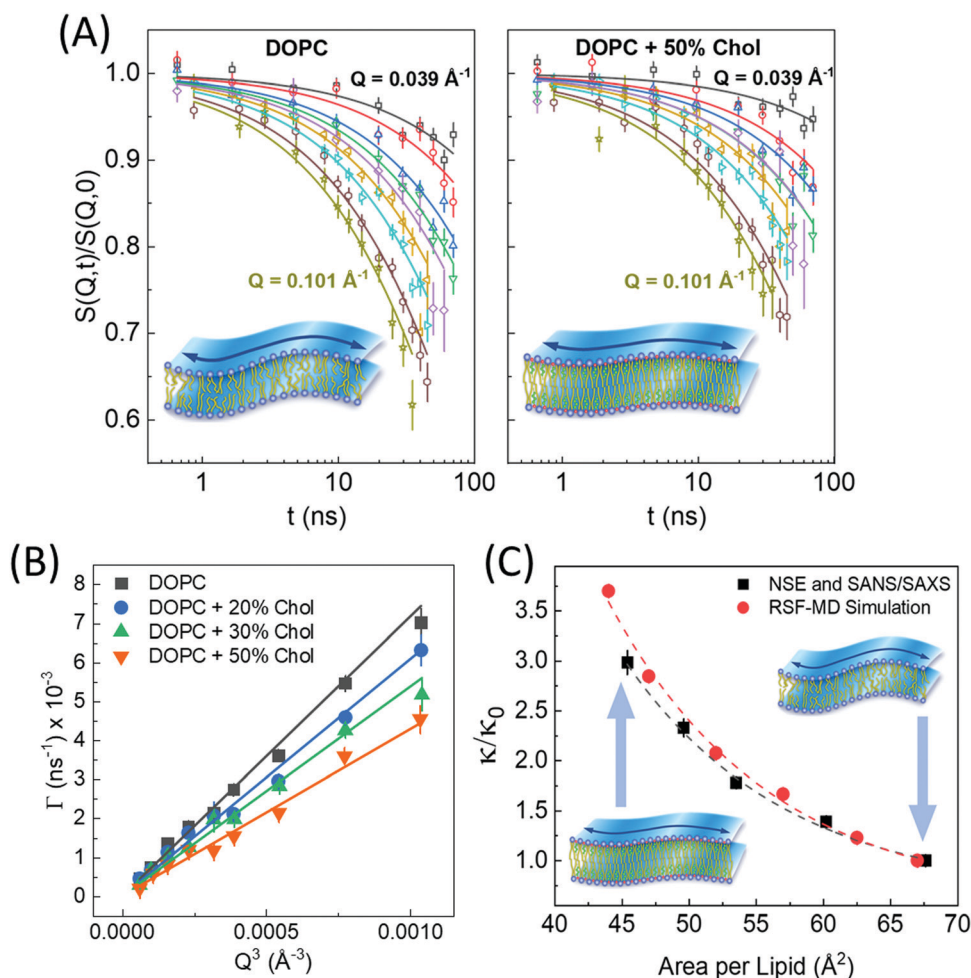 (A)
DOPC
Q = 0.039 Å⁻¹
DOPC + 50% Chol
Q = 0.039 Å⁻¹
1.0
0.9
0.8
0.7
0.6
S(Q,t)/S(Q,0)
Q = 0.101 Å⁻¹
Q = 0.101 Å⁻¹
1 10 100
1 10 100
t (ns)
t (ns)
(B)
8
7
6
5
4
3
2
1
0
Γ (ns⁻¹) x 10⁻³
DOPC
DOPC + 20% Chol
DOPC + 30% Chol
DOPC + 50% Chol
0.0000 0.0005 0.0010
Q³ (Å⁻³)
(C)
4.0
3.5
3.0
2.5
2.0
1.5
1.0
κ/κ₀
NSE and SANS/SAXS
RSF-MD Simulation
40 45 50 55 60 65 70
Area per Lipid (Å²)